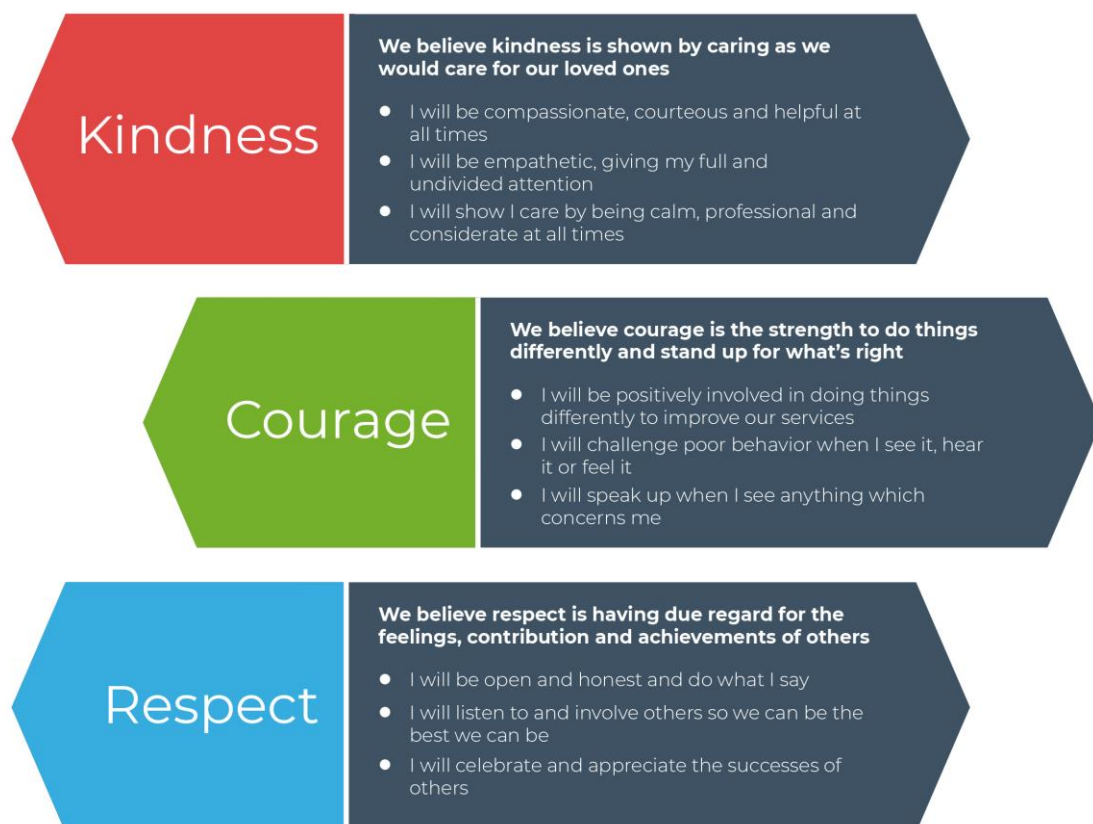 Kindness
We believe kindness is shown by caring as we
would care for our loved ones
● I will be compassionate, courteous and helpful at
all times
● I will be empathetic, giving my full and
undivided attention
● I will show I care by being calm, professional and
considerate at all times
Courage
We believe courage is the strength to do things
differently and stand up for what's right
● I will be positively involved in doing things
differently to improve our services
● I will challenge poor behavior when I see it, hear
it or feel it
● I will speak up when I see anything which
concerns me
Respect
We believe respect is having due regard for the
feelings, contribution and achievements of others
● I will be open and honest and do what I say
● I will listen to and involve others so we can be the
best we can be
● I will celebrate and appreciate the successes of
others